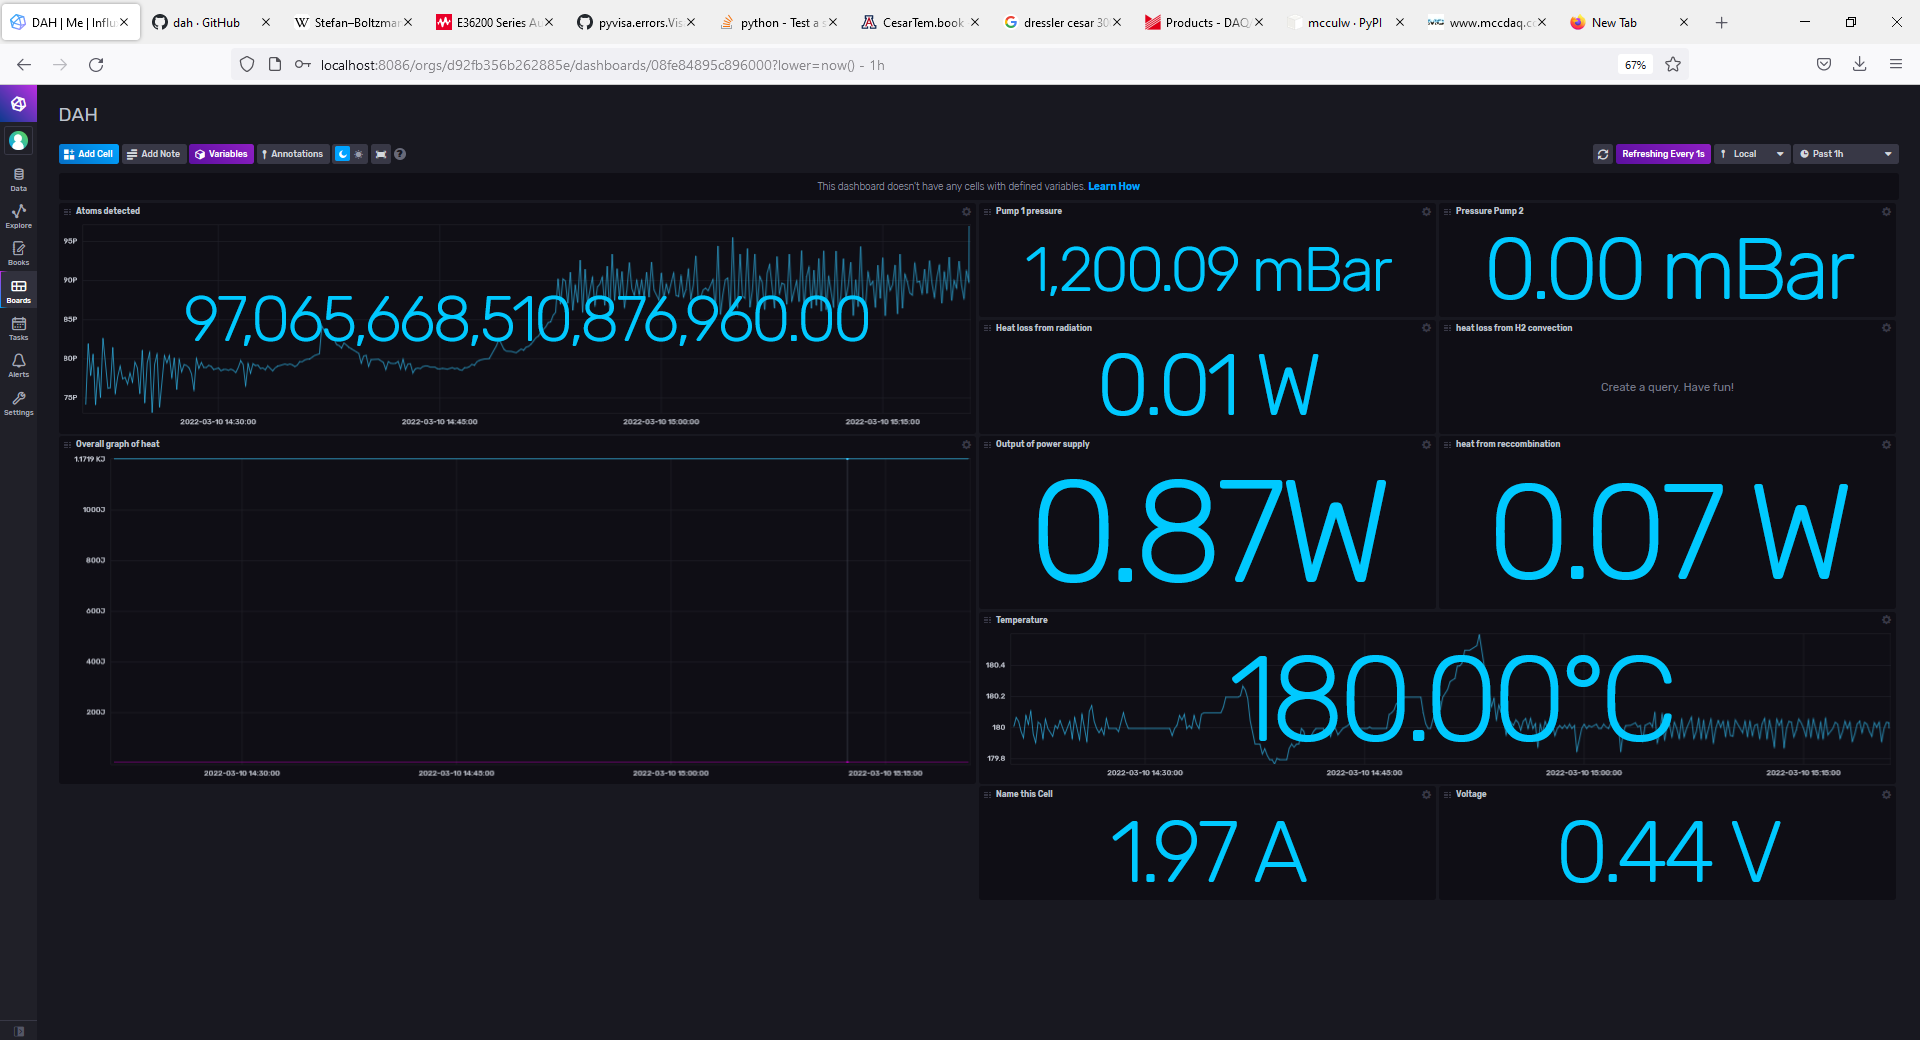 DAH | Me | Influ
dah · GitHub
Stefan–Boltzmar
E36200 Series Au
pyvisa.errors.Vis
python - Test a s
CesarTem.book
dressler cesar 300
Products - DAQ
mcculw · PyPI
www.mccdaq.c
New Tab
localhost:8086/orgs/d92fb356b262885e/dashboards/08fe84895c896000?lower=now() - 1h
67%
DAH
Add Cell
Add Note
Variables
Annotations
Refreshing Every 1s
Local
Past 1h
This dashboard doesn't have any cells with defined variables. Learn How
Data
Explore
Books
Boards
Tasks
Alerts
Settings
Atoms detected
95P
90P
85P
80P
75P
97,065,668,510,876,960.00
2022-03-10 14:30:00
2022-03-10 14:45:00
2022-03-10 15:00:00
2022-03-10 15:15:00
Pump 1 pressure
1,200.09 mBar
Pressure Pump 2
0.00 mBar
Heat loss from radiation
0.01 W
heat loss from H2 convection
Create a query. Have fun!
Overall graph of heat
1.1719 KJ
1000J
800J
600J
400J
200J
2022-03-10 14:30:00
2022-03-10 14:45:00
2022-03-10 15:00:00
2022-03-10 15:15:00
Output of power supply
0.87W
heat from reccombination
0.07 W
Temperature
180.4
180.2
180
179.8
180.00°C
2022-03-10 14:30:00
2022-03-10 14:45:00
2022-03-10 15:00:00
2022-03-10 15:15:00
Name this Cell
1.97 A
Voltage
0.44 V